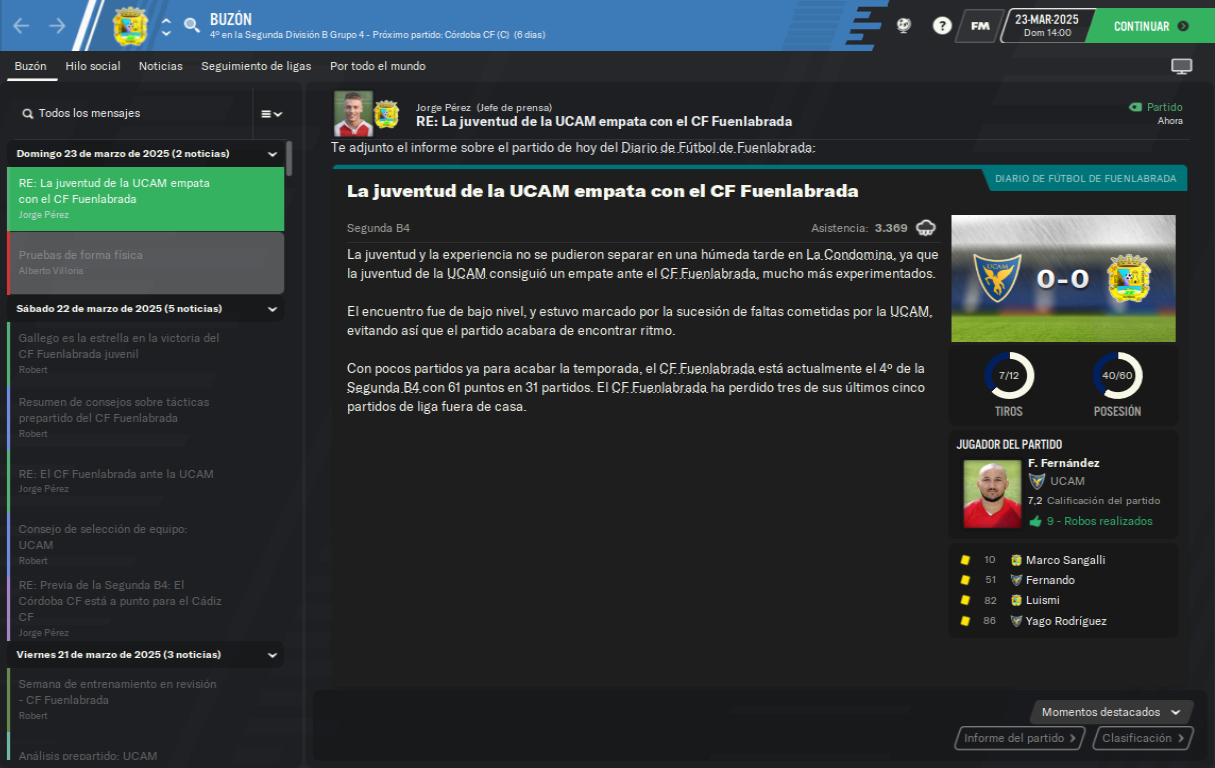 BUZÓN
4º en la Segunda División B Grupo 4 - Próximo partido: Córdoba CF (C) (6 días)
?
FM
23-MAR-2025
Dom 14:00
CONTINUAR
Buzón
Hilo social
Noticias
Seguimiento de ligas
Por todo el mundo
Todos los mensajes
Domingo 23 de marzo de 2025 (2 noticias)
RE: La juventud de la UCAM empata
con el CF Fuenlabrada
Jorge Pérez
Pruebas de forma física
Alberto Villoria
Sábado 22 de marzo de 2025 (5 noticias)
Gallego es la estrella en la victoria del
CF Fuenlabrada juvenil
Robert
Resumen de consejos sobre tácticas
prepartido del CF Fuenlabrada
Robert
RE: El CF Fuenlabrada ante la UCAM
Jorge Pérez
Consejo de selección de equipo:
UCAM
Robert
RE: Previa de la Segunda B4: El
Córdoba CF está a punto para el Cádiz
CF
Jorge Pérez
Viernes 21 de marzo de 2025 (3 noticias)
Semana de entrenamiento en revisión
- CF Fuenlabrada
Robert
Análisis prepartido: UCAM
Jorge Pérez (Jefe de prensa)
RE: La juventud de la UCAM empata con el CF Fuenlabrada
Partido
Ahora
Te adjunto el informe sobre el partido de hoy del Diario de Fútbol de Fuenlabrada:
DIARIO DE FÚTBOL DE FUENLABRADA
La juventud de la UCAM empata con el CF Fuenlabrada
Segunda B4
Asistencia: 3.369
La juventud y la experiencia no se pudieron separar en una húmeda tarde en La Condomina, ya que
la juventud de la UCAM consiguió un empate ante el CF Fuenlabrada, mucho más experimentados.
El encuentro fue de bajo nivel, y estuvo marcado por la sucesión de faltas cometidas por la UCAM,
evitando así que el partido acabara de encontrar ritmo.
Con pocos partidos ya para acabar la temporada, el CF Fuenlabrada está actualmente el 4º de la
Segunda B4 con 61 puntos en 31 partidos. El CF Fuenlabrada ha perdido tres de sus últimos cinco
partidos de liga fuera de casa.
UCAM
0-0
7/12
TIROS
40/60
POSESIÓN
JUGADOR DEL PARTIDO
F. Fernández
UCAM
7,2 Calificación del partido
9 - Robos realizados
10 Marco Sangalli
51 Fernando
82 Luismi
86 Yago Rodríguez
Momentos destacados
Informe del partido
Clasificación